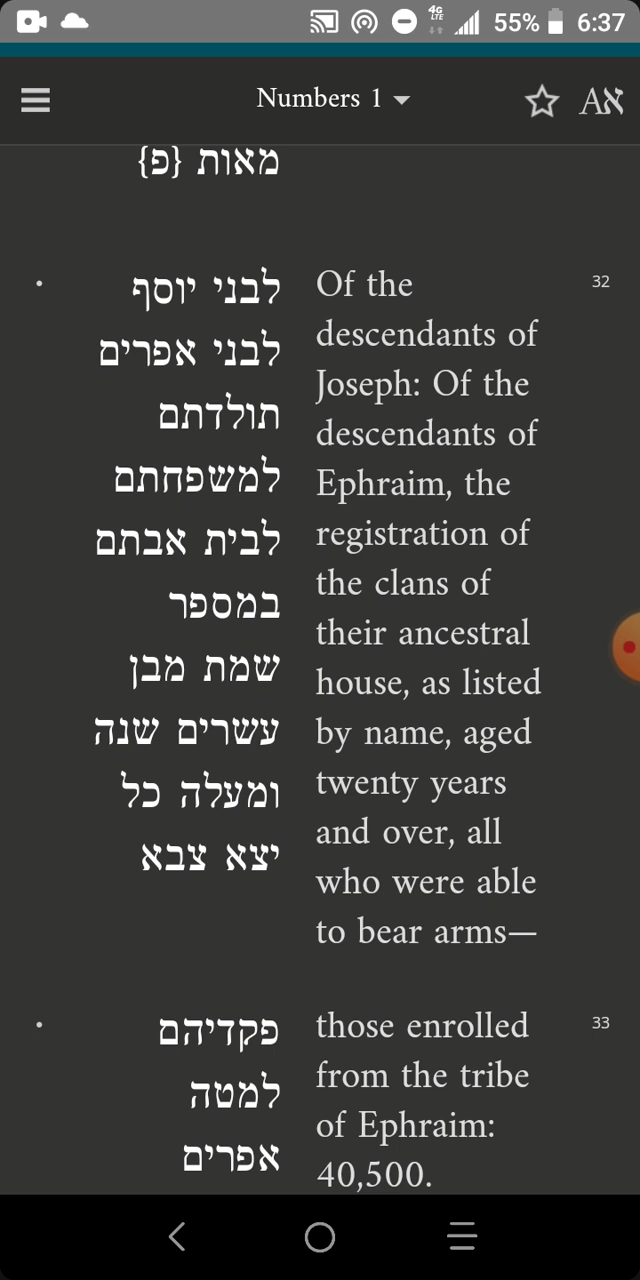 4G
LTE
55%
6:37
Numbers 1
Aא
מאות {פ}
לבני יוסף
לבני אפרים
תולדתם
למשפחתם
לבית אבתם
במספר
שמת מבן
עשרים שנה
ומעלה כל
יצא צבא
Of the
descendants of
Joseph: Of the
descendants of
Ephraim, the
registration of
the clans of
their ancestral
house, as listed
by name, aged
twenty years
and over, all
who were able
to bear arms—
32
פקדיהם
למטה
אפרים
those enrolled
from the tribe
of Ephraim:
40,500.
33